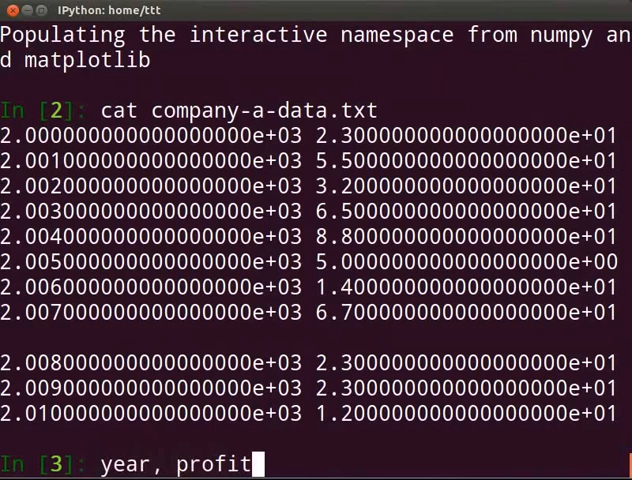 IPython: home/ttt
Populating the interactive namespace from numpy an
d matplotlib
In [2]: cat company-a-data.txt
2.000000000000000000e+03 2.300000000000000000e+01
2.001000000000000000e+03 5.500000000000000000e+01
2.002000000000000000e+03 3.200000000000000000e+01
2.003000000000000000e+03 6.500000000000000000e+01
2.004000000000000000e+03 8.800000000000000000e+01
2.005000000000000000e+03 5.000000000000000000e+00
2.006000000000000000e+03 1.400000000000000000e+01
2.007000000000000000e+03 6.700000000000000000e+01
2.008000000000000000e+03 2.300000000000000000e+01
2.009000000000000000e+03 2.300000000000000000e+01
2.010000000000000000e+03 1.200000000000000000e+01
In [3]: year, profit